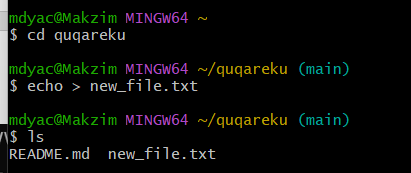 mdyac@Makzim MINGW64 ~
$ cd quqareku
mdyac@Makzim MINGW64 ~/quqareku (main)
$ echo > new_file.txt
mdyac@Makzim MINGW64 ~/quqareku (main)
$ ls
README.md  new_file.txt